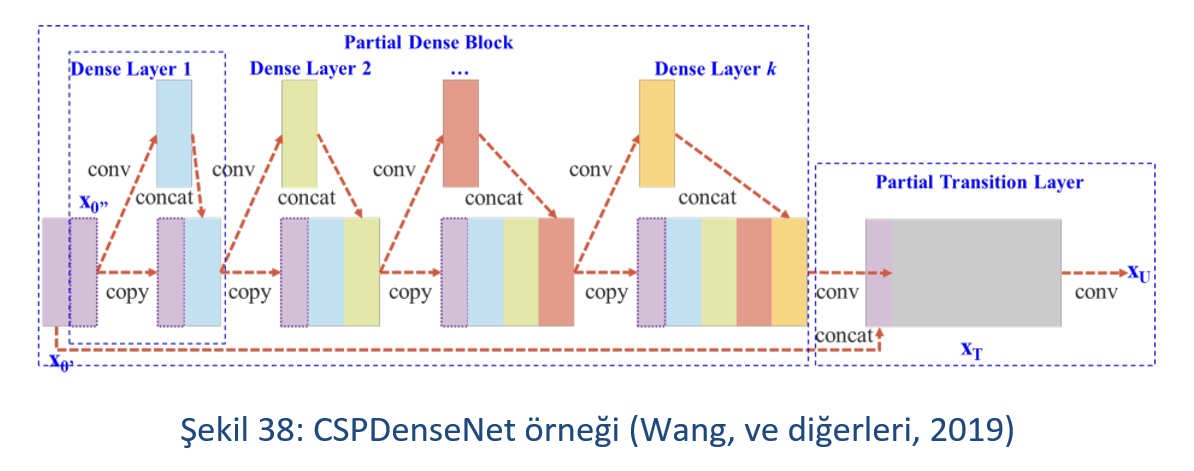 Partial Dense Block
Dense Layer 1 Dense Layer 2 ... Dense Layer k
conv conv conv conv
x0” concat concat concat concat
Partial Transition Layer
copy copy copy copy conv conv xU
concat
x0’ xT
Şekil 38: CSPDenseNet örneği (Wang, ve diğerleri, 2019)